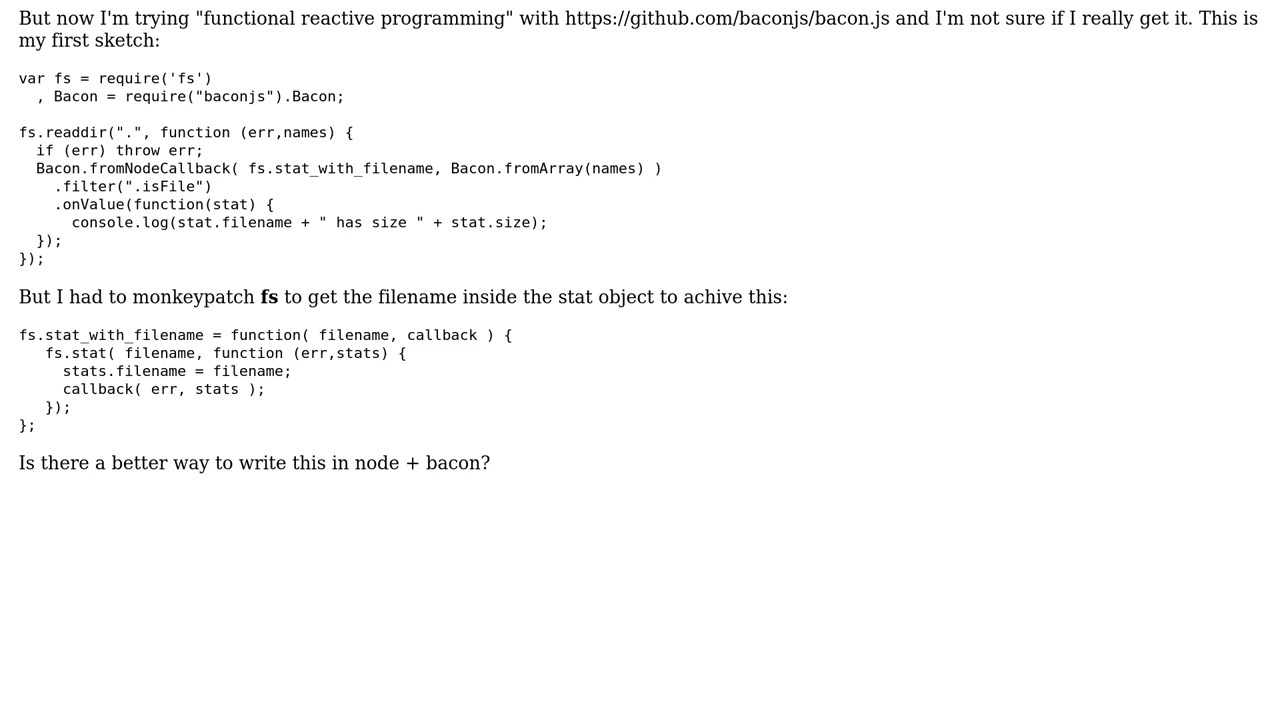 But now I'm trying "functional reactive programming" with https://github.com/baconjs/bacon.js and I'm not sure if I really get it. This is
my first sketch:
var fs = require('fs')
  , Bacon = require("baconjs").Bacon;
fs.readdir(".", function (err,names) {
  if (err) throw err;
  Bacon.fromNodeCallback( fs.stat_with_filename, Bacon.fromArray(names) )
    .filter(".isFile")
    .onValue(function(stat) {
      console.log(stat.filename + " has size " + stat.size);
  });
});
But I had to monkeypatch fs to get the filename inside the stat object to achive this:
fs.stat_with_filename = function( filename, callback ) {
   fs.stat( filename, function (err,stats) {
     stats.filename = filename;
     callback( err, stats );
   });
};
Is there a better way to write this in node + bacon?